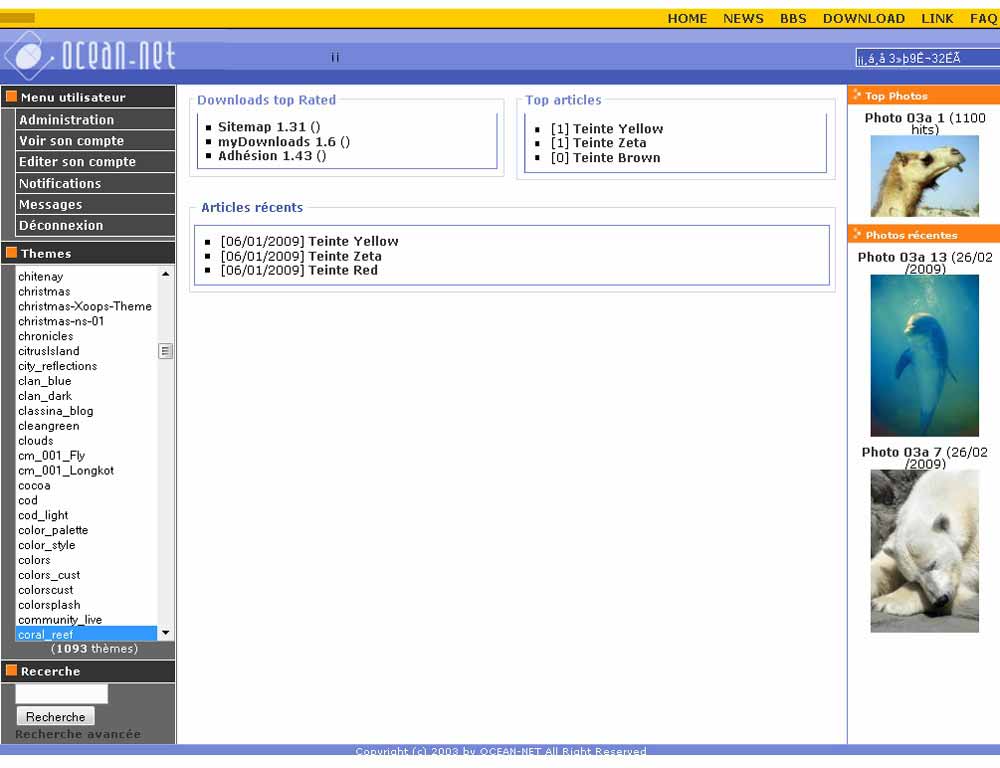 HOME NEWS BBS DOWNLOAD LINK FAQ
OCEAN-NET
¡¡
¡¡¸á¸å 3»þ9Ê¬32ÉÃ
Menu utilisateur
Administration
Voir son compte
Editer son compte
Notifications
Messages
Déconnexion
Themes
chitenay
christmas
christmas-Xoops-Theme
christmas-ns-01
chronicles
citrusIsland
city_reflections
clan_blue
clan_dark
classina_blog
cleangreen
clouds
cm_001_Fly
cm_001_Longkot
cocoa
cod
cod_light
color_palette
color_style
colors
colors_cust
colorscust
colorsplash
community_live
coral_reef
(1093 thèmes)
Recerche
Recherche
Recherche avancée
Downloads top Rated
Sitemap 1.31 ()
myDownloads 1.6 ()
Adhésion 1.43 ()
Top articles
[1] Teinte Yellow
[1] Teinte Zeta
[0] Teinte Brown
Articles récents
[06/01/2009] Teinte Yellow
[06/01/2009] Teinte Zeta
[06/01/2009] Teinte Red
Top Photos
Photo 03a 1 (1100
hits)
Photos récentes
Photo 03a 13 (26/02
/2009)
Photo 03a 7 (26/02
/2009)
Copyright (c) 2003 by OCEAN-NET All Right Reserved